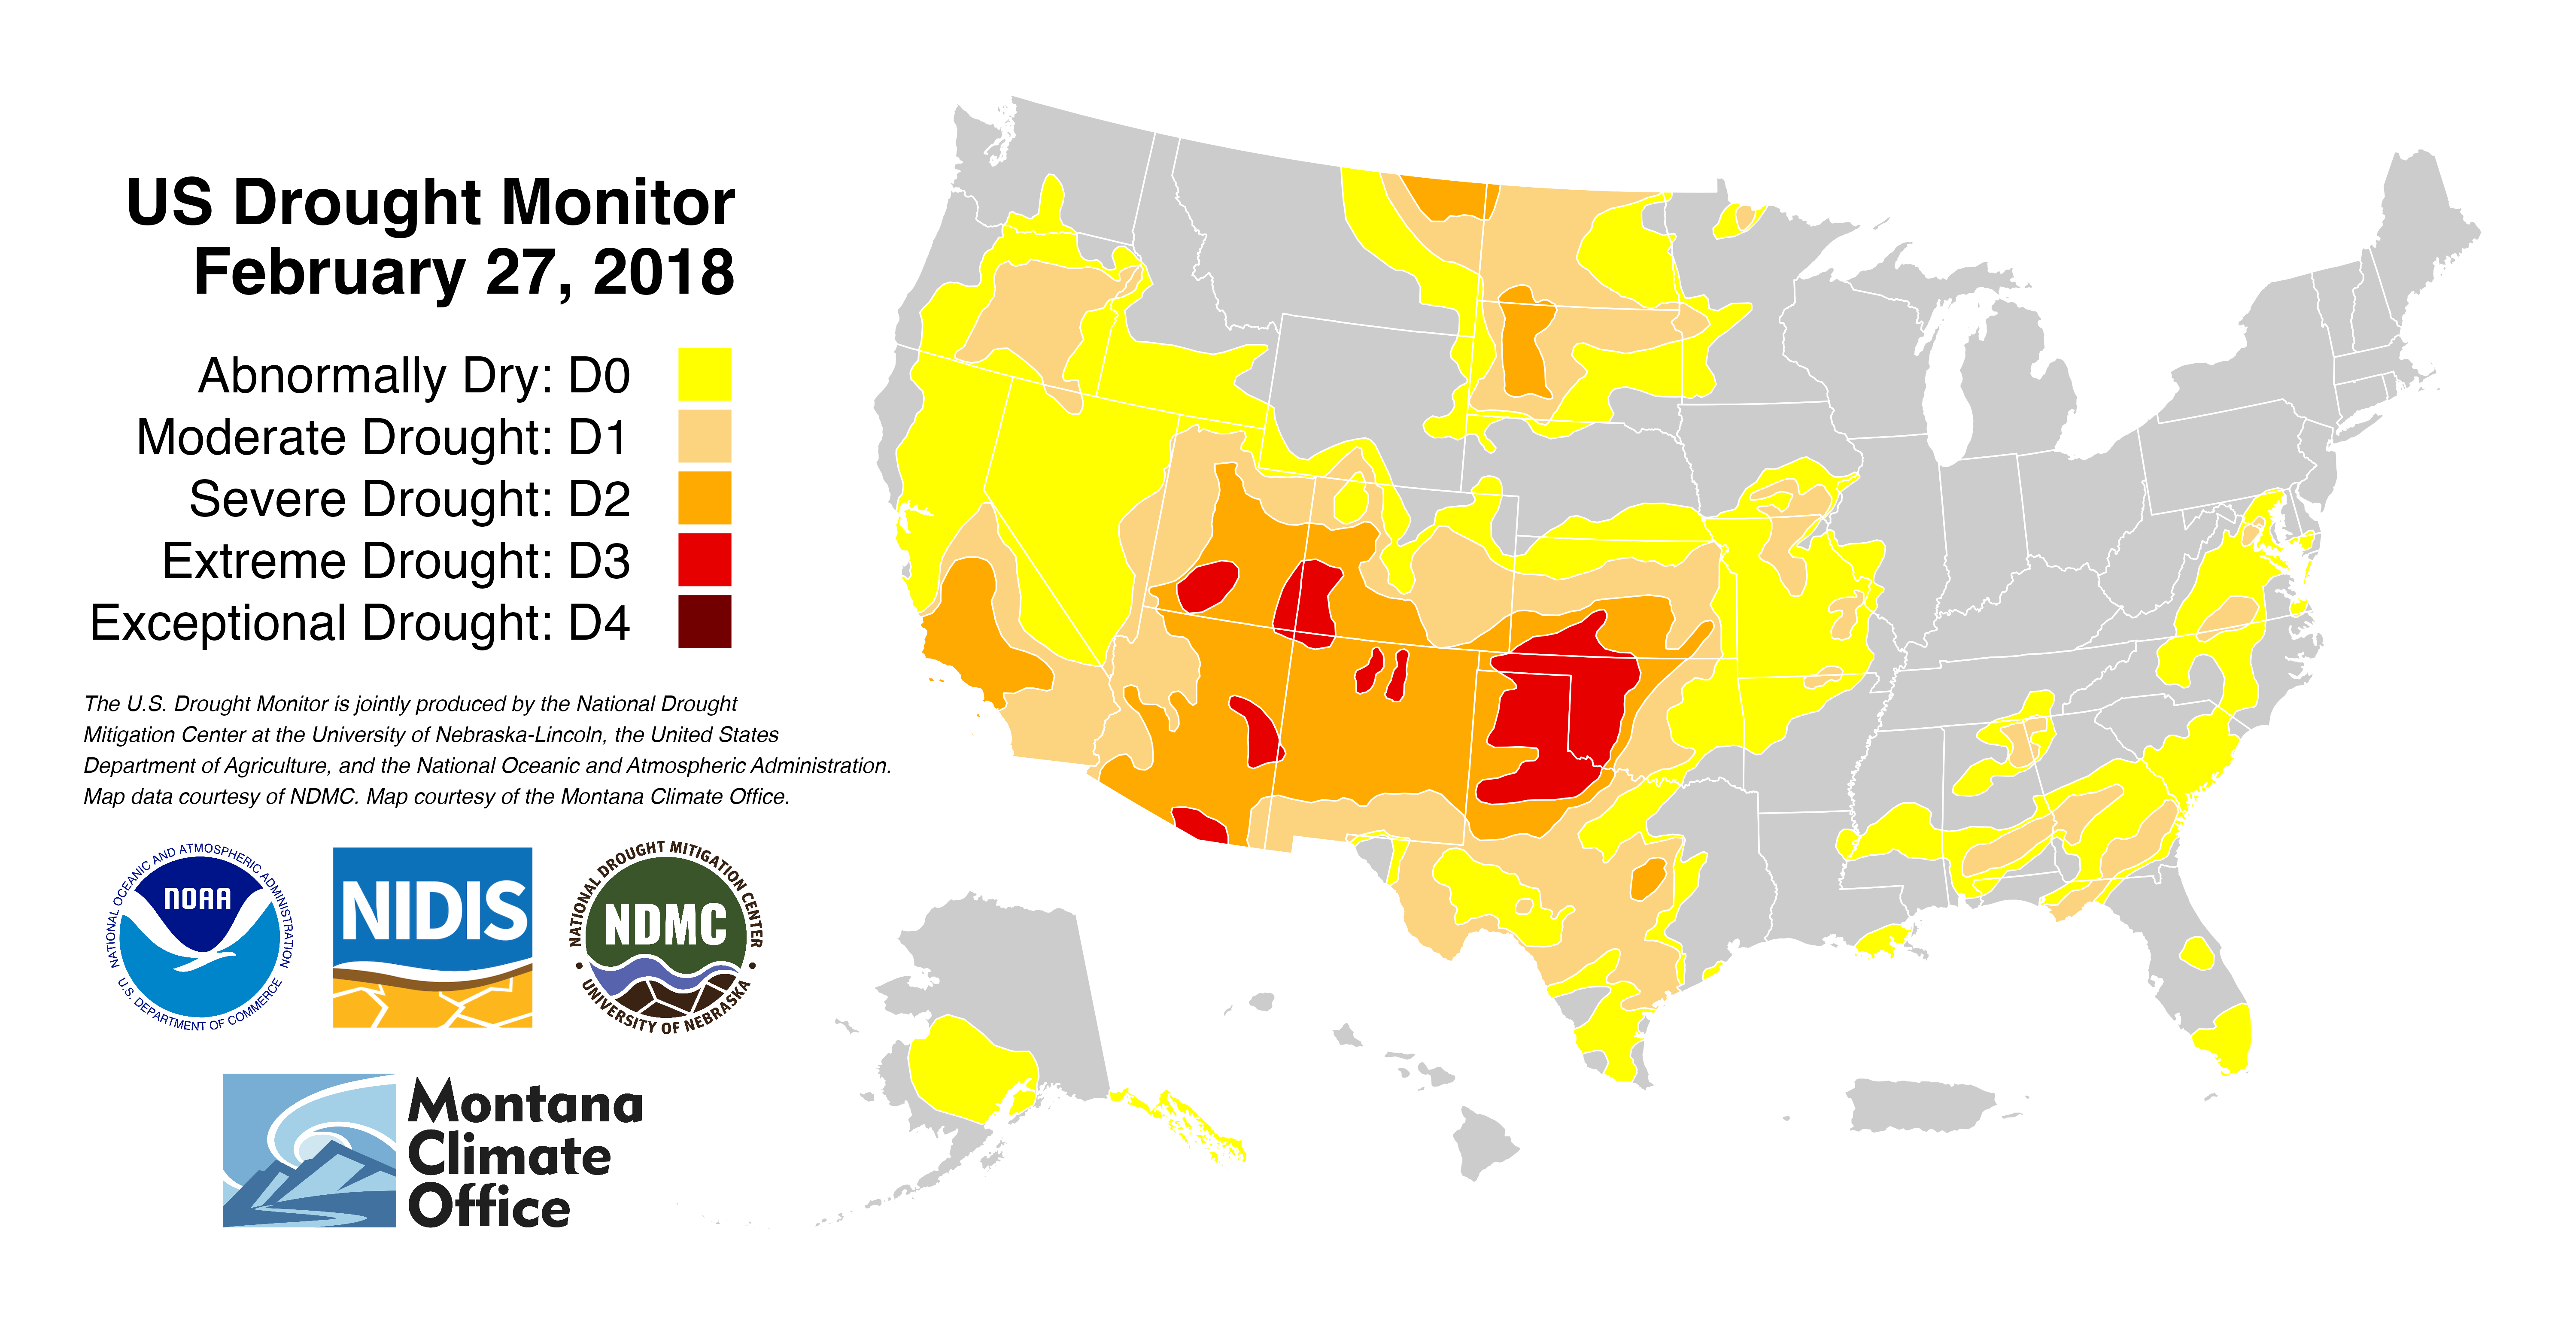 US Drought Monitor
February 27, 2018
Abnormally Dry: D0
Moderate Drought: D1
Severe Drought: D2
Extreme Drought: D3
Exceptional Drought: D4
The U.S. Drought Monitor is jointly produced by the National Drought
Mitigation Center at the University of Nebraska-Lincoln, the United States
Department of Agriculture, and the National Oceanic and Atmospheric Administration.
Map data courtesy of NDMC. Map courtesy of the Montana Climate Office.
NATIONAL OCEANIC AND ATMOSPHERIC ADMINISTRATION
NOAA
U.S. DEPARTMENT OF COMMERCE
NIDIS
NATIONAL DROUGHT MITIGATION CENTER
NDMC
UNIVERSITY OF NEBRASKA
Montana
Climate
Office